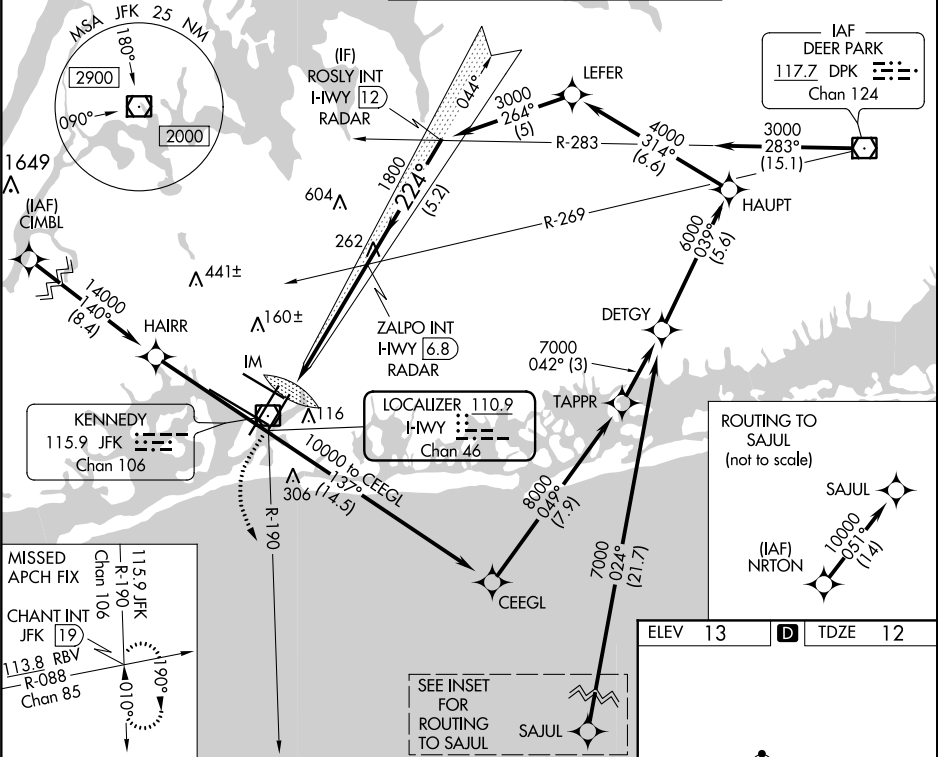 MSA JFK 25 NM
180°
2900
090°
2000
1649
(IAF)
CIMBL
14000
140°
(8.4)
HAIRR
441±
604
262
160±
IM
116
306
(IF)
ROSLY INT
I-IWY 12
RADAR
044°
1800
224°
(5.2)
LEFER
3000
264°
(5)
R-283
4000
314°
(6.6)
3000
283°
(15.1)
IAF
DEER PARK
117.7 DPK
Chan 124
HAUPT
R-269
6000
039°
(5.6)
DETGY
ZALPO INT
I-IWY 6.8
RADAR
7000
042° (3)
TAPPR
KENNEDY
115.9 JFK
Chan 106
LOCALIZER 110.9
I-IWY
Chan 46
10000 to CEEGL
137°
(14.5)
R-190
8000
049°
(7.9)
CEEGL
7000
024°
(21.7)
ROUTING TO
SAJUL
(not to scale)
SAJUL
10000
051°
(14)
(IAF)
NRTON
MISSED
APCH FIX
115.9 JFK
R-190
Chan 106
CHANT INT
JFK 19
113.8 RBV
R-088
Chan 85
190°
010°
SEE INSET
FOR
ROUTING
TO SAJUL
SAJUL
ELEV 13 D TDZE 12